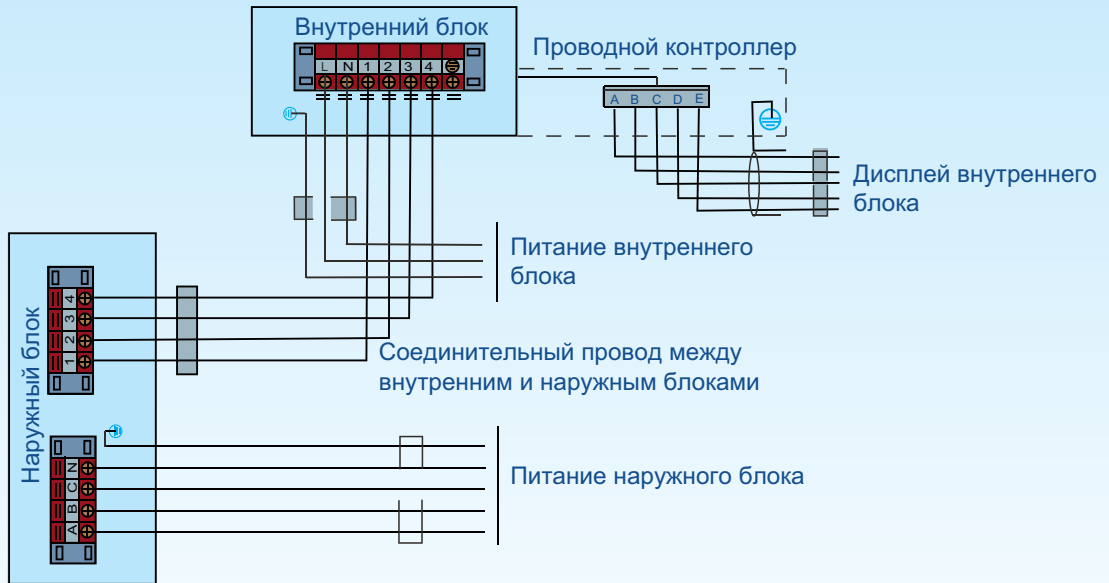 Внутренний блок
L N 1 2 3 4
Проводной контроллер
A B C D E
Дисплей внутреннего
блока
Питание внутреннего
блока
Наружный блок
4
3
2
1
Соединительный провод между
внутренним и наружным блоками
N
C
B
A
Питание наружного блока